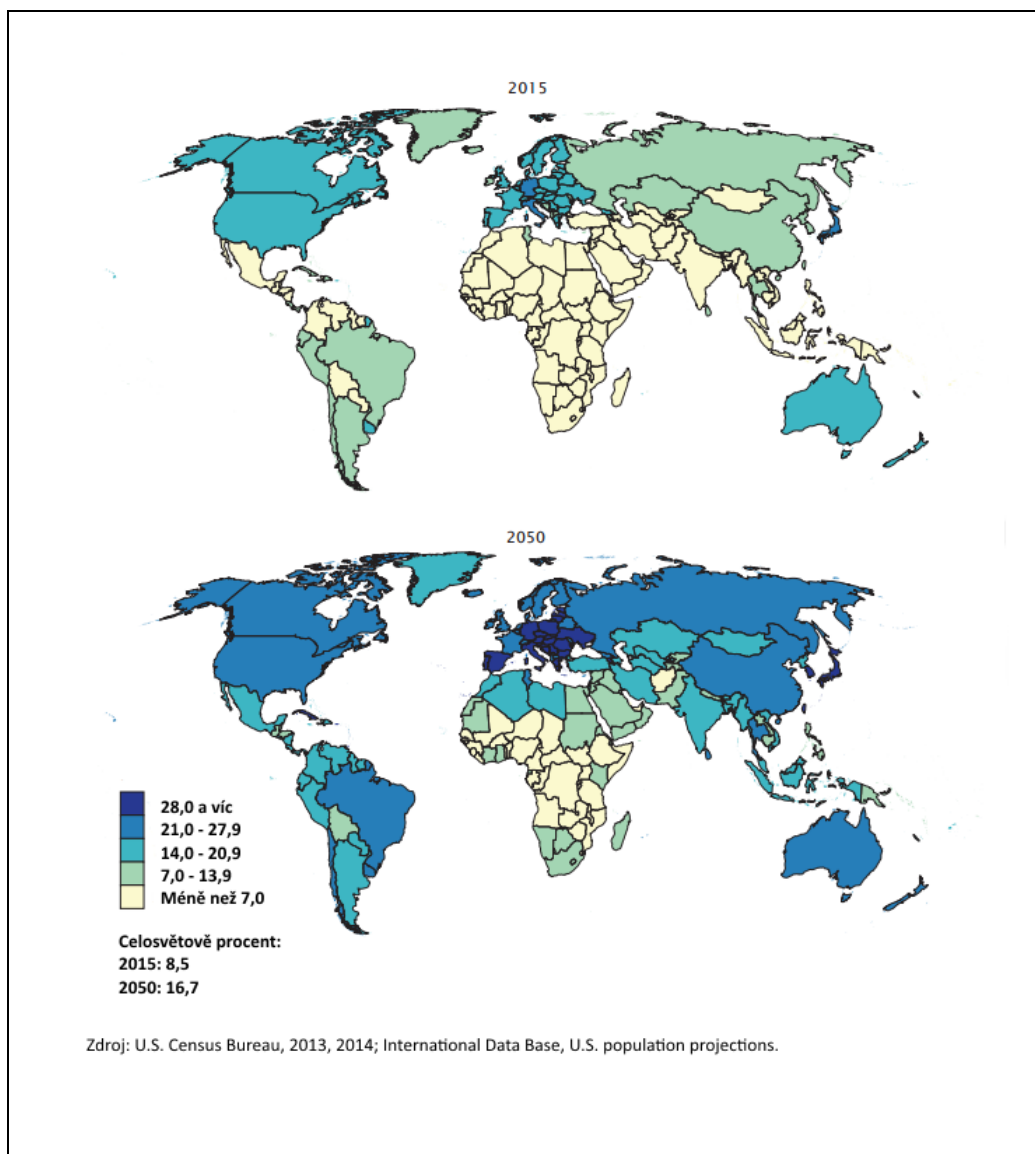 2015
2050
28,0 a víc
21,0 - 27,9
14,0 - 20,9
7,0 - 13,9
Méně než 7,0
Celosvětově procent:
2015: 8,5
2050: 16,7
Zdroj: U.S. Census Bureau, 2013, 2014; International Data Base, U.S. population projections.